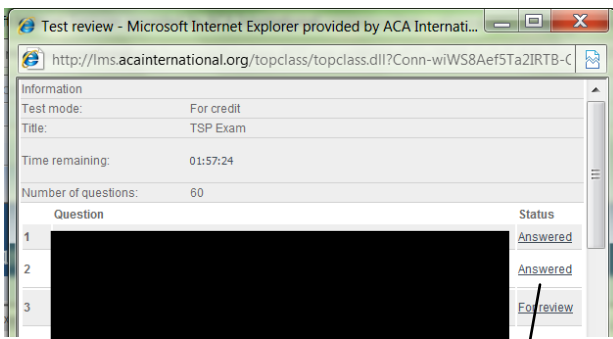 Test review - Microsoft Internet Explorer provided by ACA Internati...
http://lms.acainternational.org/topclass/topclass.dll?Conn-wiWS8Aef5Ta2IRTB-C
Information
Test mode: For credit
Title: TSP Exam
Time remaining: 01:57:24
Number of questions: 60
Question Status
1 Answered
2 Answered
3 For review